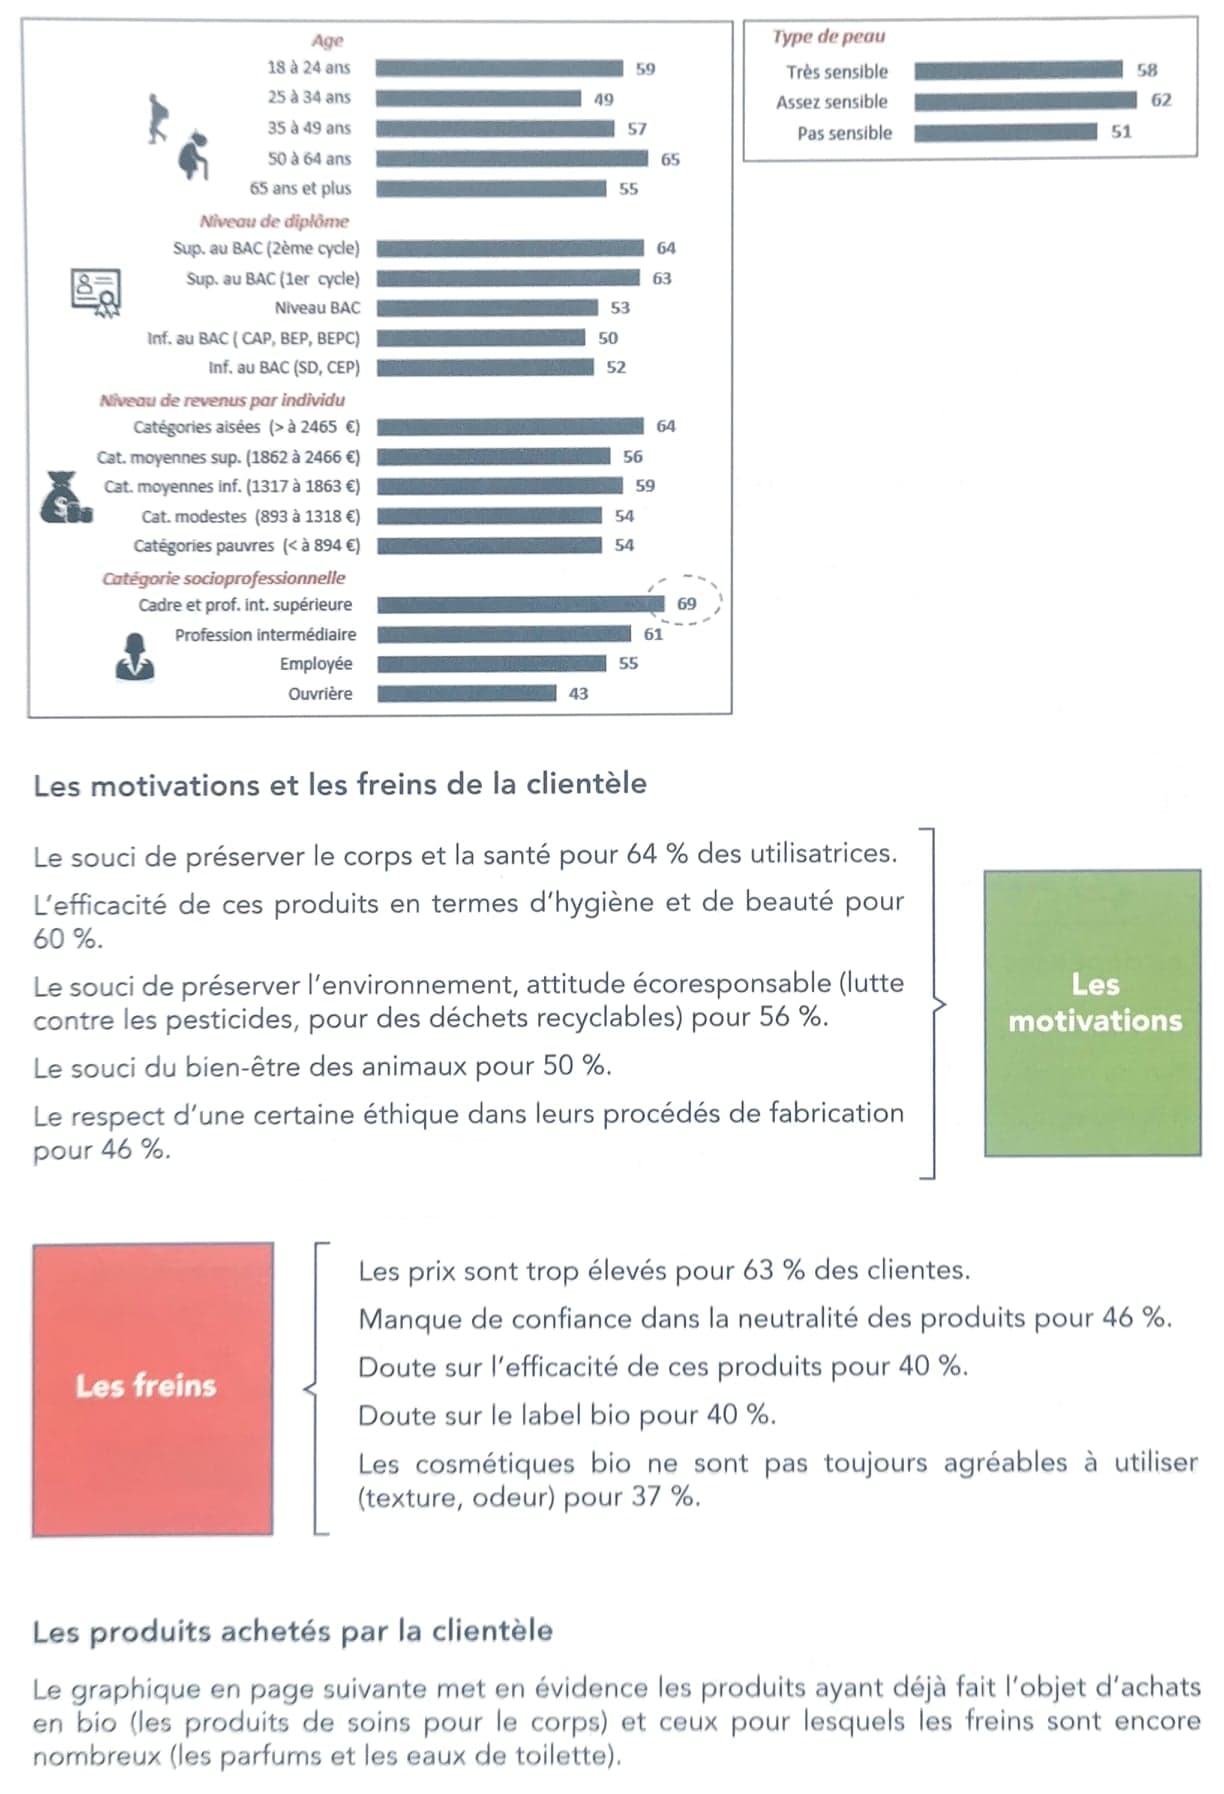 Age
18 à 24 ans 59
25 à 34 ans 49
35 à 49 ans 57
50 à 64 ans 65
65 ans et plus 55
Niveau de diplôme
Sup. au BAC (2ème cycle) 64
Sup. au BAC (1er cycle) 63
Niveau BAC 53
Inf. au BAC ( CAP, BEP, BEPC) 50
Inf. au BAC (SD, CEP) 52
Niveau de revenus par individu
Catégories aisées (> à 2465 €) 64
Cat. moyennes sup. (1862 à 2466 €) 56
Cat. moyennes inf. (1317 à 1863 €) 59
Cat. modestes (893 à 1318 €) 54
Catégories pauvres (< à 894 €) 54
Catégorie socioprofessionnelle
Cadre et prof. int. supérieure 69
Profession intermédiaire 61
Employée 55
Ouvrière 43
Type de peau
Très sensible 58
Assez sensible 62
Pas sensible 51
Les motivations et les freins de la clientèle
Le souci de préserver le corps et la santé pour 64 % des utilisatrices.
L'efficacité de ces produits en termes d'hygiène et de beauté pour
60 %.
Le souci de préserver l'environnement, attitude écoresponsable (lutte
contre les pesticides, pour des déchets recyclables) pour 56 %.
Le souci du bien-être des animaux pour 50 %.
Le respect d'une certaine éthique dans leurs procédés de fabrication
pour 46 %.
Les
motivations
Les freins
Les prix sont trop élevés pour 63 % des clientes.
Manque de confiance dans la neutralité des produits pour 46 %.
Doute sur l'efficacité de ces produits pour 40 %.
Doute sur le label bio pour 40 %.
Les cosmétiques bio ne sont pas toujours agréables à utiliser
(texture, odeur) pour 37 %.
Les produits achetés par la clientèle
Le graphique en page suivante met en évidence les produits ayant déjà fait l'objet d'achats
en bio (les produits de soins pour le corps) et ceux pour lesquels les freins sont encore
nombreux (les parfums et les eaux de toilette).